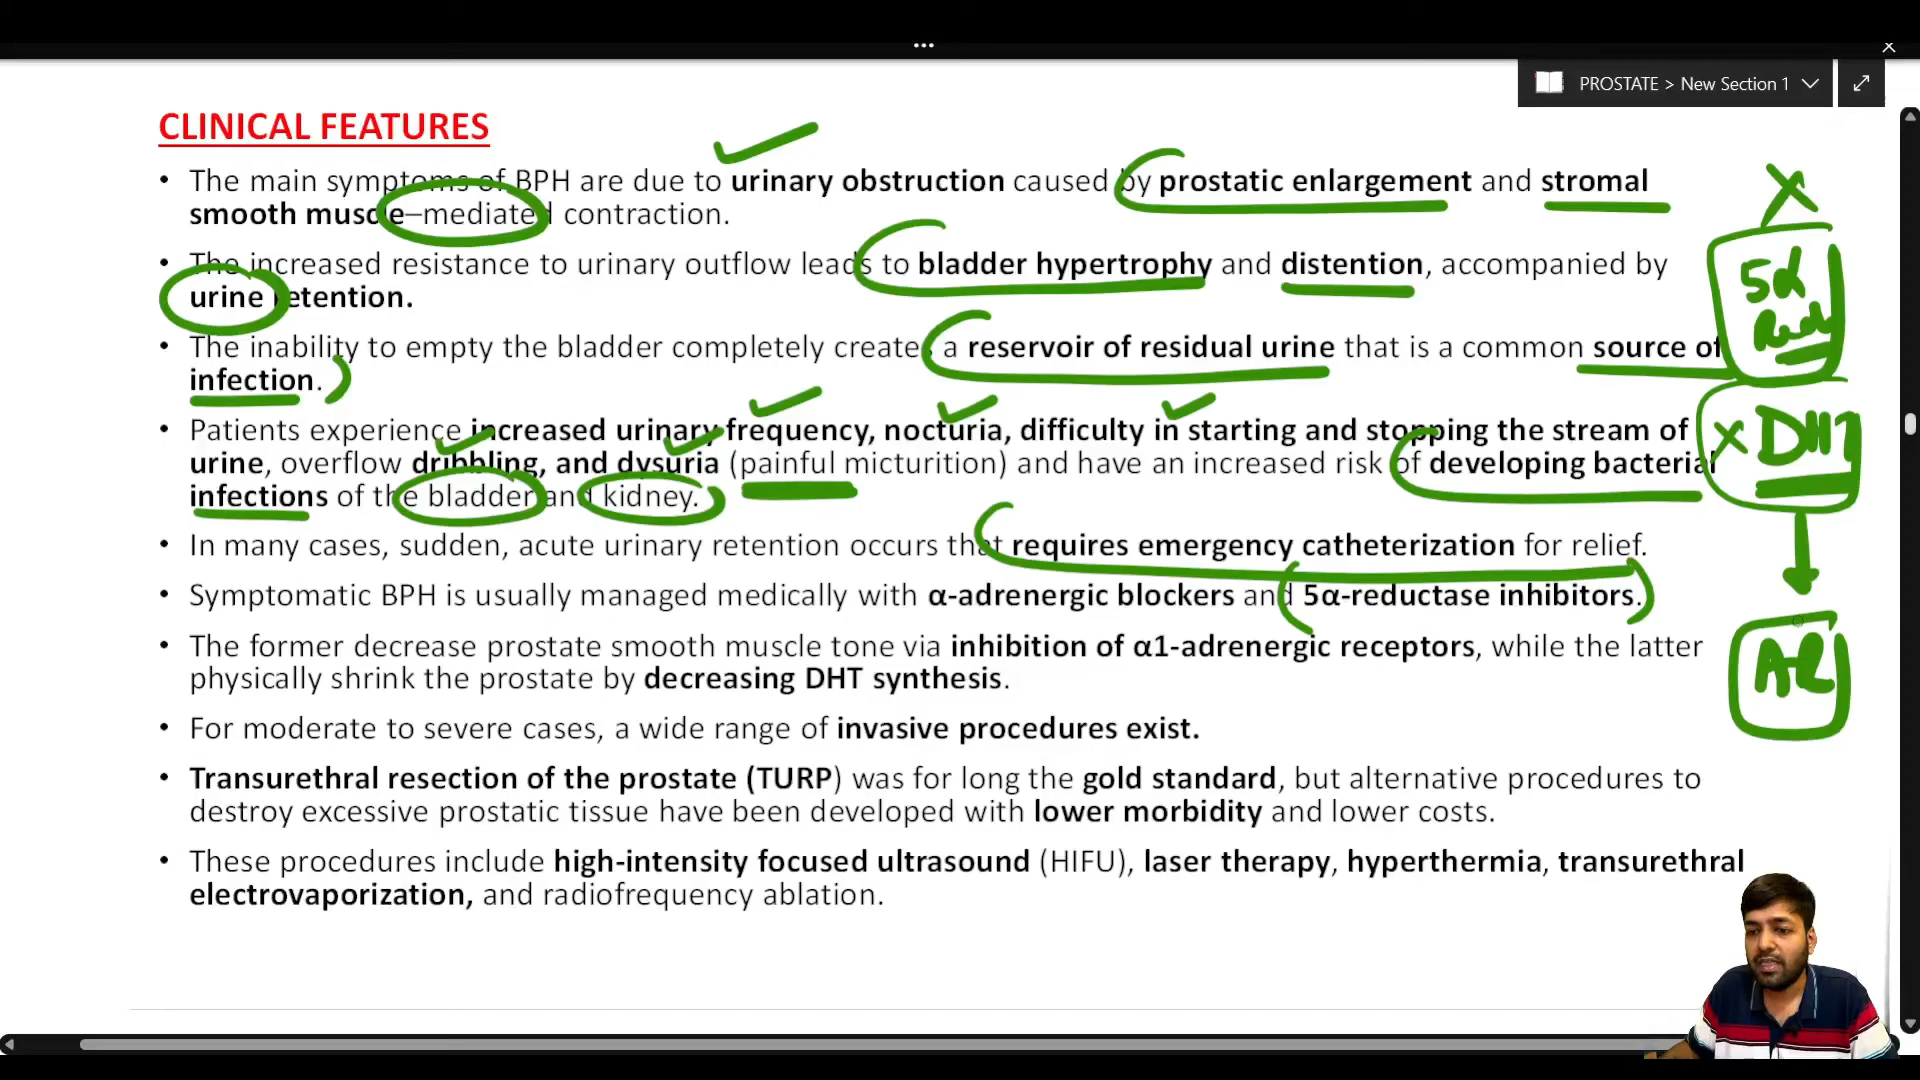 PROSTATE > New Section 1
CLINICAL FEATURES
• The main symptoms of BPH are due to urinary obstruction caused by prostatic enlargement and stromal
smooth muscle–mediated contraction.
• The increased resistance to urinary outflow leads to bladder hypertrophy and distention, accompanied by
urine retention.
• The inability to empty the bladder completely creates a reservoir of residual urine that is a common source of
infection.
• Patients experience increased urinary frequency, nocturia, difficulty in starting and stopping the stream of
urine, overflow dribbling, and dysuria (painful micturition) and have an increased risk of developing bacterial
infections of the bladder and kidney.
• In many cases, sudden, acute urinary retention occurs that requires emergency catheterization for relief.
• Symptomatic BPH is usually managed medically with α-adrenergic blockers and 5α-reductase inhibitors.
• The former decrease prostate smooth muscle tone via inhibition of α1-adrenergic receptors, while the latter
physically shrink the prostate by decreasing DHT synthesis.
• For moderate to severe cases, a wide range of invasive procedures exist.
• Transurethral resection of the prostate (TURP) was for long the gold standard, but alternative procedures to
destroy excessive prostatic tissue have been developed with lower morbidity and lower costs.
• These procedures include high-intensity focused ultrasound (HIFU), laser therapy, hyperthermia, transurethral
electrovaporization, and radiofrequency ablation.
X
5α
X DHT
AR